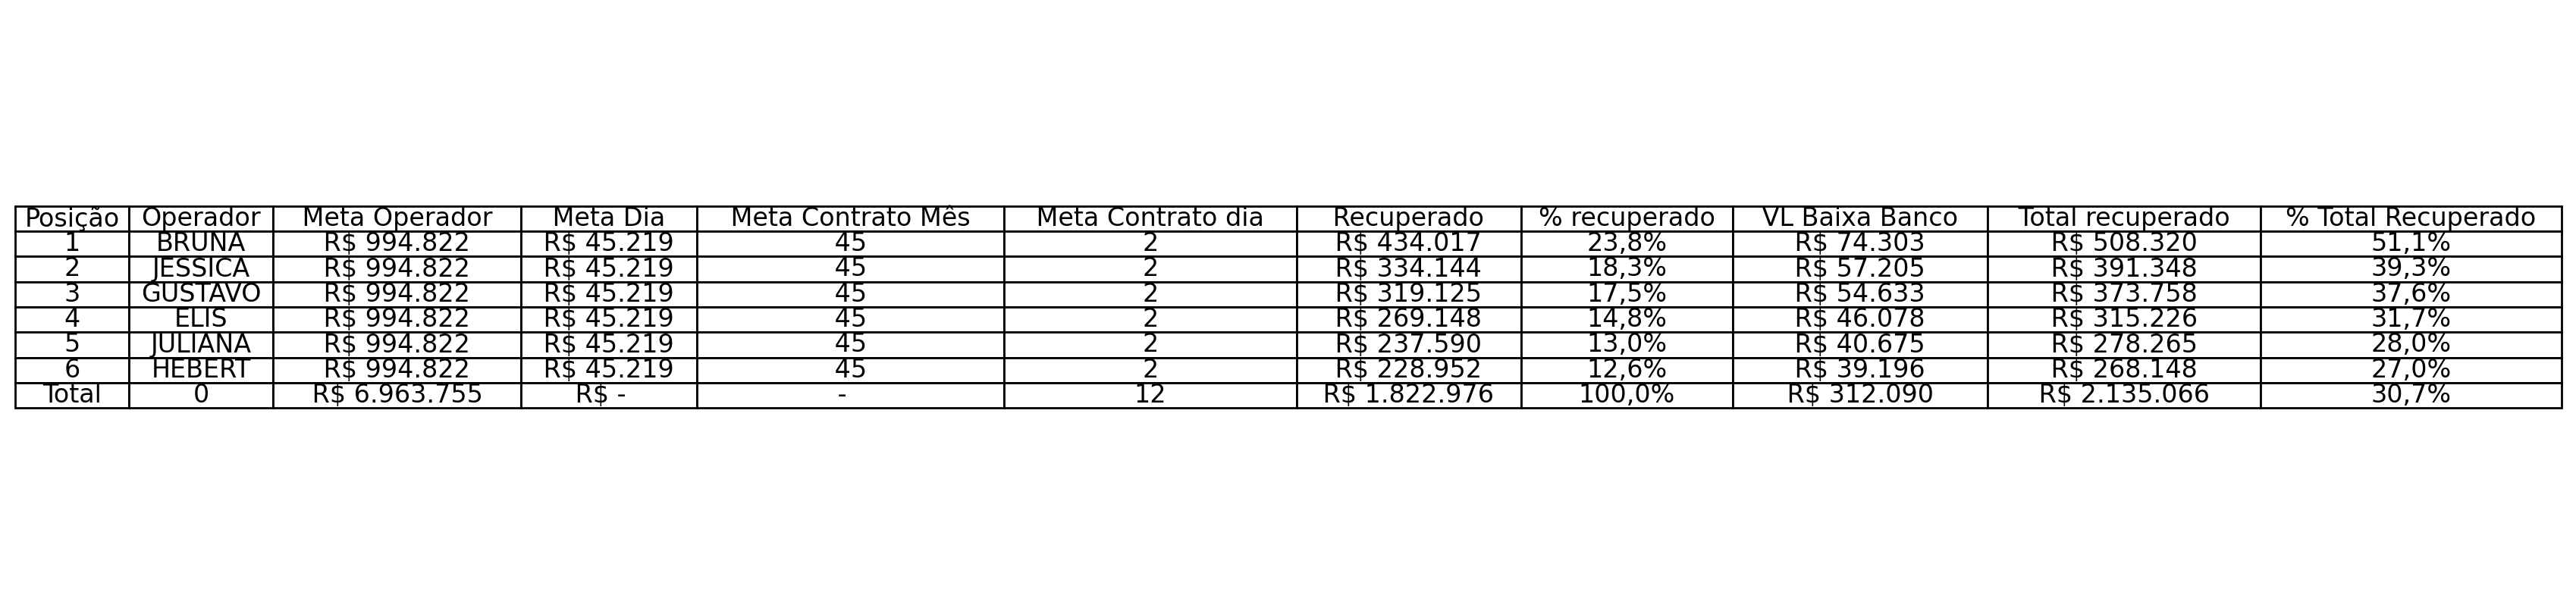 Posição Operador Meta Operador Meta Dia Meta Contrato Mês Meta Contrato dia Recuperado % recuperado VL Baixa Banco Total recuperado % Total Recuperado
1 BRUNA R$ 994.822 R$ 45.219 45 2 R$ 434.017 23,8% R$ 74.303 R$ 508.320 51,1%
2 JESSICA R$ 994.822 R$ 45.219 45 2 R$ 334.144 18,3% R$ 57.205 R$ 391.348 39,3%
3 GUSTAVO R$ 994.822 R$ 45.219 45 2 R$ 319.125 17,5% R$ 54.633 R$ 373.758 37,6%
4 ELIS R$ 994.822 R$ 45.219 45 2 R$ 269.148 14,8% R$ 46.078 R$ 315.226 31,7%
5 JULIANA R$ 994.822 R$ 45.219 45 2 R$ 237.590 13,0% R$ 40.675 R$ 278.265 28,0%
6 HEBERT R$ 994.822 R$ 45.219 45 2 R$ 228.952 12,6% R$ 39.196 R$ 268.148 27,0%
Total 0 R$ 6.963.755 R$ - - 12 R$ 1.822.976 100,0% R$ 312.090 R$ 2.135.066 30,7%